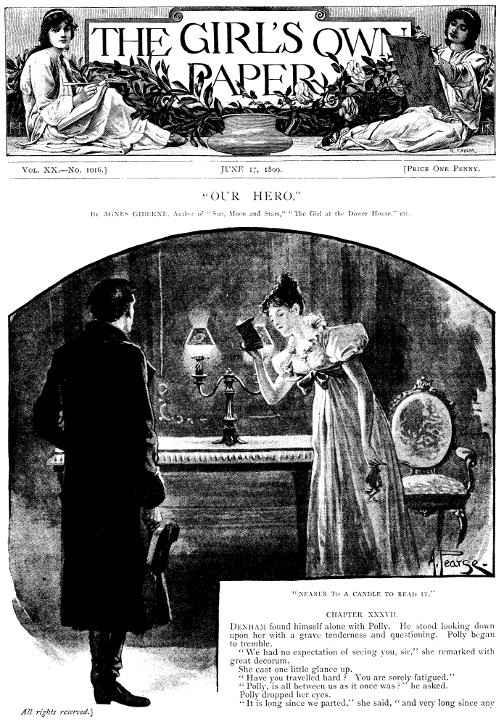 THE GIRL'S OWN
PAPER
VOL. XX.—No. 1016.]
JUNE 17, 1899.
[PRICE ONE PENNY.
"OUR HERO."
By AGNES GIBERNE, Author of "Sun, Moon and Stars," "The Girl at the Dower House," etc.
A. Pearse
"NEARER TO A CANDLE TO READ IT."
CHAPTER XXXVII.
DENHAM found himself alone with Polly. He stood looking down
upon her with a grave tenderness and questioning. Polly began
to tremble.
"We had no expectation of seeing you, sir," she remarked with
great decorum.
She cast one little glance up.
"Have you travelled hard? You are sorely fatigued."
"Polly, is all between us as it once was?" he asked.
Polly dropped her eyes.
"It is long since we parted," she said, "and very long since any
All rights reserved.]